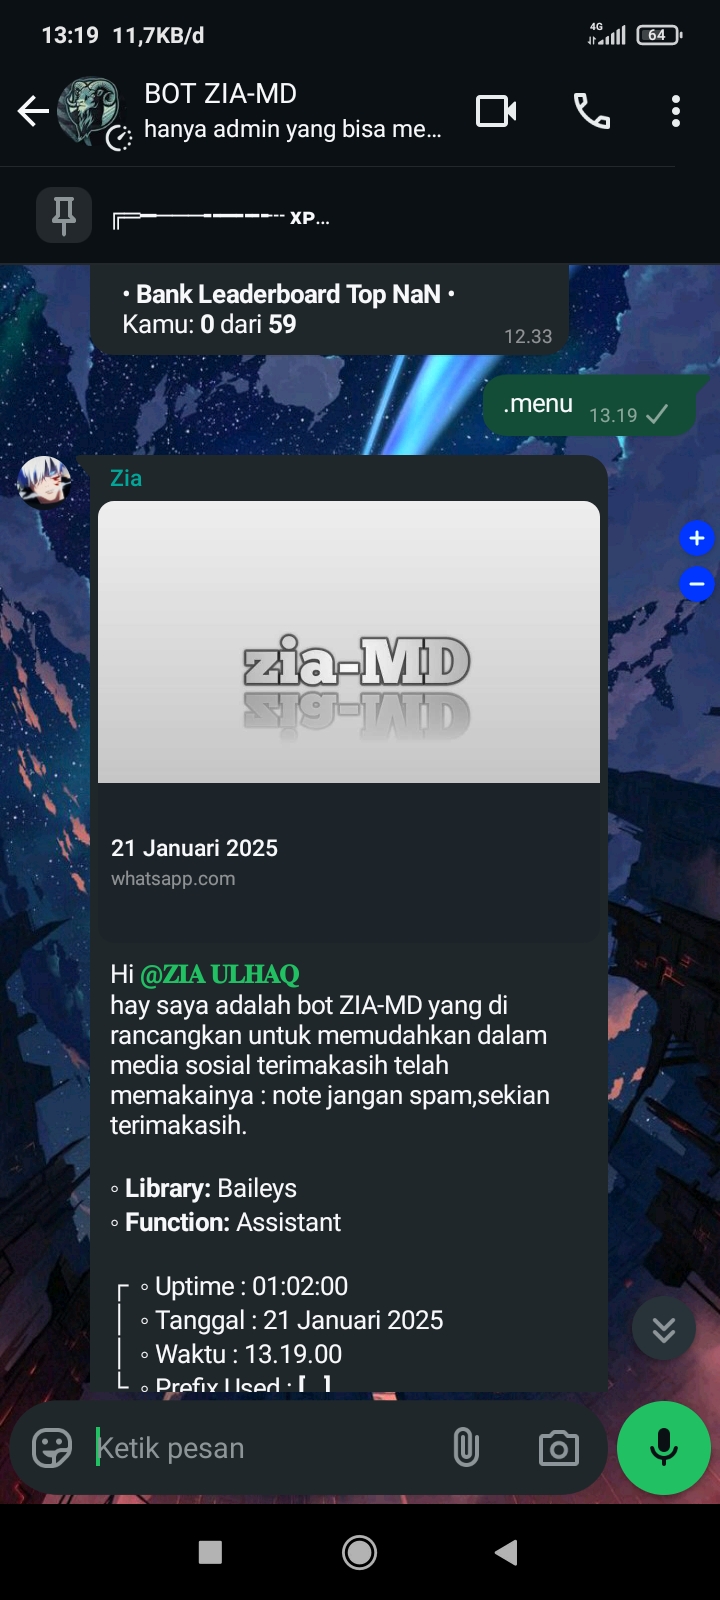 13:19 11,7KB/d
4G
64
BOT ZIA-MD
hanya admin yang bisa me...
XP...
• Bank Leaderboard Top NaN •
Kamu: 0 dari 59
12.33
.menu 13.19
Zia
zia-MD
21 Januari 2025
whatsapp.com
Hi @ZIA ULHAQ
hay saya adalah bot ZIA-MD yang di
rancangkan untuk memudahkan dalam
media sosial terimakasih telah
memakainya : note jangan spam,sekian
terimakasih.
◦ Library: Baileys
◦ Function: Assistant
┌ ◦ Uptime : 01:02:00
│ ◦ Tanggal : 21 Januari 2025
│ ◦ Waktu : 13.19.00
└ ◦ Prefix Used : [ . ]
Ketik pesan